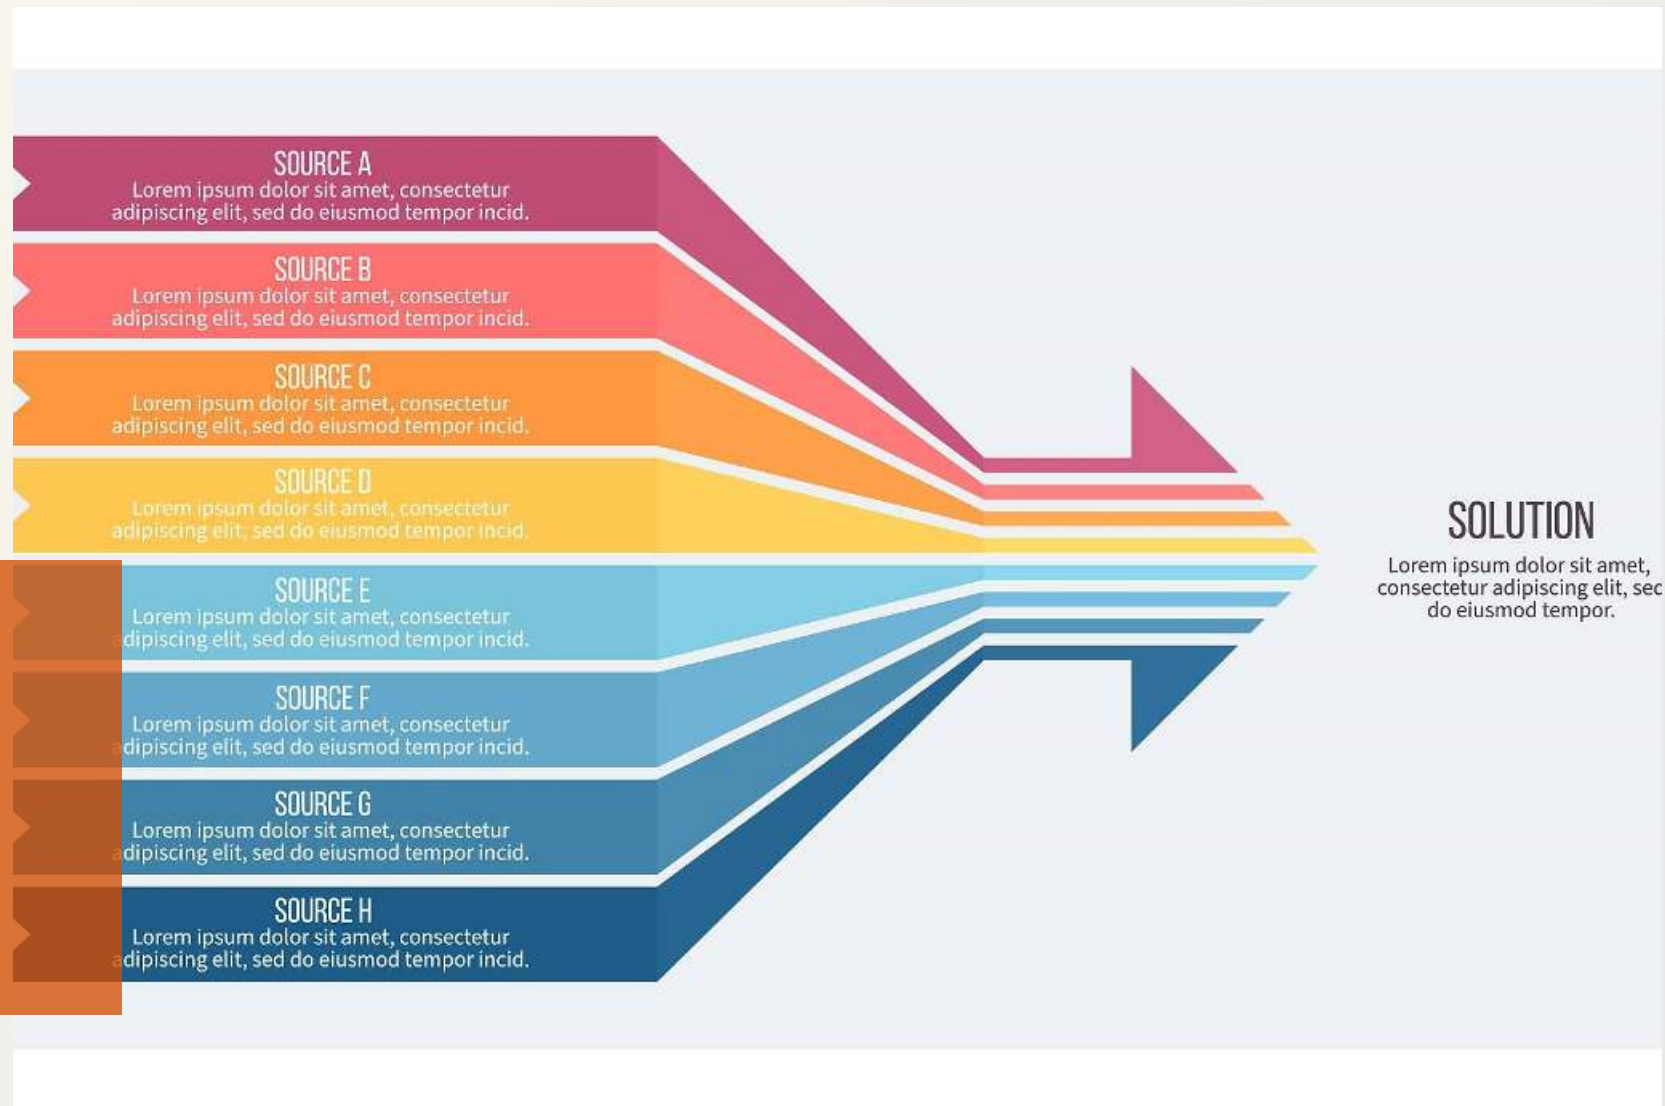 SOURCE A
Lorem ipsum dolor sit amet, consectetur
adipiscing elit, sed do eiusmod tempor incid.
SOURCE B
Lorem ipsum dolor sit amet, consectetur
adipiscing elit, sed do eiusmod tempor incid.
SOURCE C
Lorem ipsum dolor sit amet, consectetur
adipiscing elit, sed do eiusmod tempor incid.
SOURCE D
Lorem ipsum dolor sit amet, consectetur
adipiscing elit, sed do eiusmod tempor incid.
SOURCE E
Lorem ipsum dolor sit amet, consectetur
adipiscing elit, sed do eiusmod tempor incid.
SOURCE F
Lorem ipsum dolor sit amet, consectetur
adipiscing elit, sed do eiusmod tempor incid.
SOURCE G
Lorem ipsum dolor sit amet, consectetur
adipiscing elit, sed do eiusmod tempor incid.
SOURCE H
Lorem ipsum dolor sit amet, consectetur
adipiscing elit, sed do eiusmod tempor incid.
SOLUTION
Lorem ipsum dolor sit amet,
consectetur adipiscing elit, sed
do eiusmod tempor.